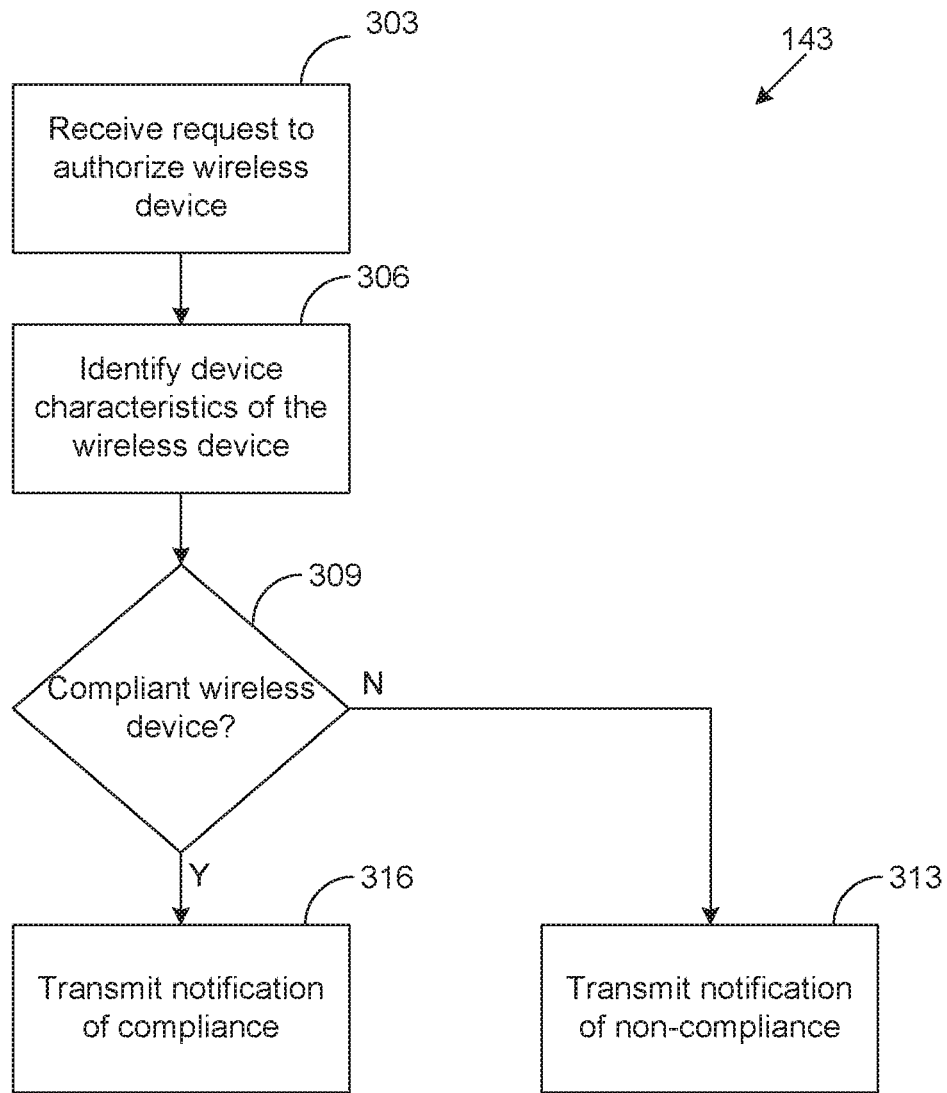 303
143
Receive request to
authorize wireless
device
306
Identify device
characteristics of the
wireless device
309
Compliant wireless
device?
N
Y
316
313
Transmit notification
of compliance
Transmit notification
of non-compliance